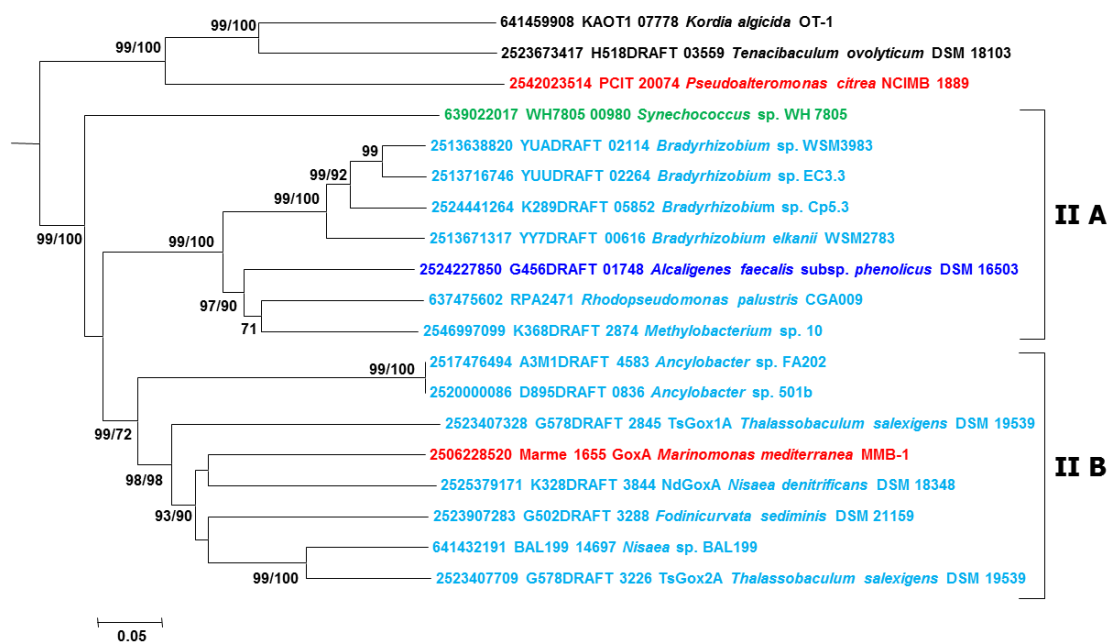 641459908 KAOT1 07778 Kordia algicida OT-1
99/100
99/100
2523673417 H518DRAFT 03559 Tenacibaculum ovolyticum DSM 18103
2542023514 PCIT 20074 Pseudoalteromonas citrea NCIMB 1889
639022017 WH7805 00980 Synechococcus sp. WH 7805
2513638820 YUADRAFT 02114 Bradyrhizobium sp. WSM3983
99
99/92
2513716746 YUUDRAFT 02264 Bradyrhizobium sp. EC3.3
99/100
2524441264 K289DRAFT 05852 Bradyrhizobium sp. Cp5.3
II A
99/100
99/100
2513671317 YY7DRAFT 00616 Bradyrhizobium elkanii WSM2783
2524227850 G456DRAFT 01748 Alcaligenes faecalis subsp. phenolicus DSM 16503
97/90
637475602 RPA2471 Rhodopseudomonas palustris CGA009
71
2546997099 K368DRAFT 2874 Methylobacterium sp. 10
99/100
2517476494 A3M1DRAFT 4583 Ancylobacter sp. FA202
2520000086 D895DRAFT 0836 Ancylobacter sp. 501b
99/72
2523407328 G578DRAFT 2845 TsGox1A Thalassobaculum salexigens DSM 19539
2506228520 Marme 1655 GoxA Marinomonas mediterranea MMB-1
II B
98/98
2525379171 K328DRAFT 3844 NdGoxA Nisaea denitrificans DSM 18348
93/90
2523907283 G502DRAFT 3288 Fodinicurvata sediminis DSM 21159
641432191 BAL199 14697 Nisaea sp. BAL199
99/100
2523407709 G578DRAFT 3226 TsGox2A Thalassobaculum salexigens DSM 19539
0.05